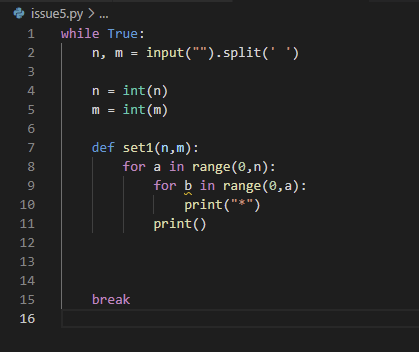 issue5.py > ...
1 while True:
2     n, m = input("").split(' ')
3
4     n = int(n)
5     m = int(m)
6
7     def set1(n,m):
8         for a in range(0,n):
9             for b in range(0,a):
10                 print("*")
11             print()
12
13
14
15     break
16